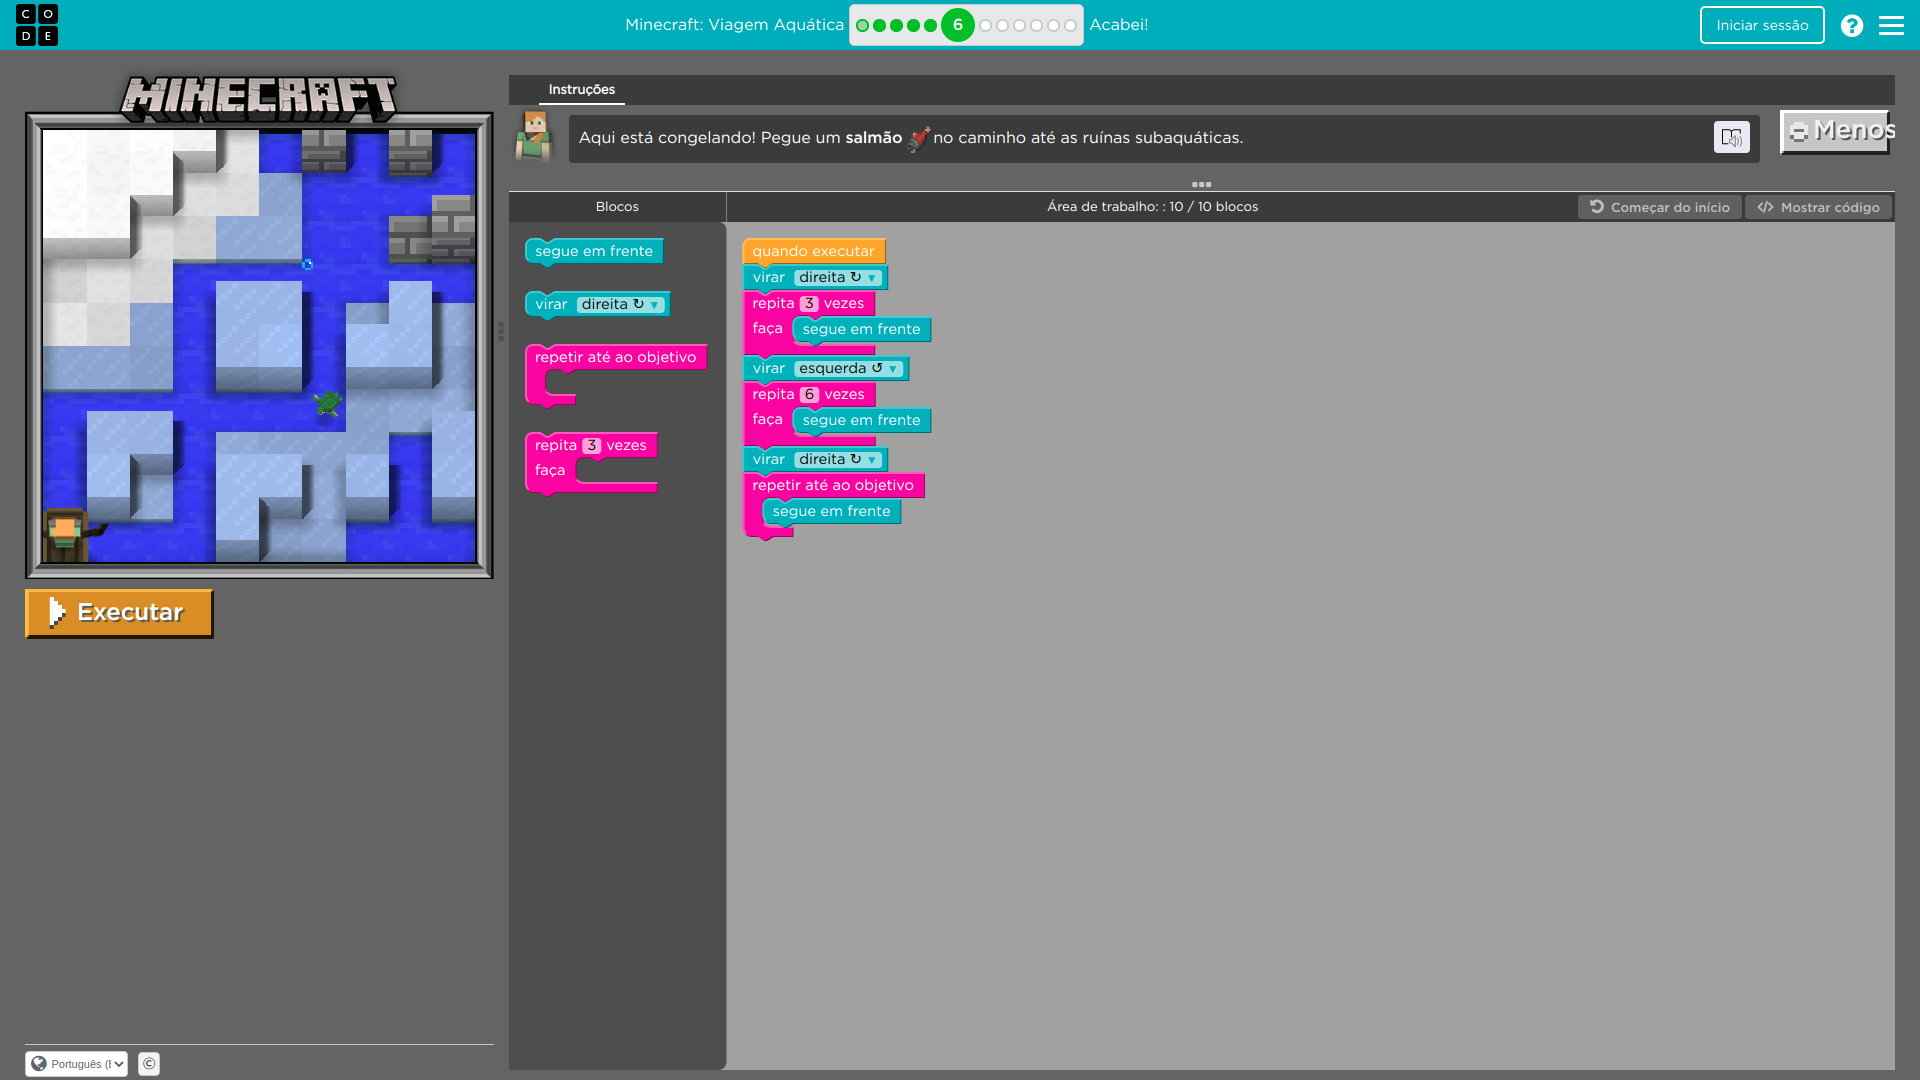 C O
D E
Minecraft: Viagem Aquática
6
Acabei!
Iniciar sessão
?
MINECRAFT
Instruções
Aqui está congelando! Pegue um salmão no caminho até as ruínas subaquáticas.
Menos
Blocos
Área de trabalho: : 10 / 10 blocos
Começar do início
Mostrar código
segue em frente
virar direita ↻ ▼
repetir até ao objetivo
repita 3 vezes
faça
quando executar
virar direita ↻ ▼
repita 3 vezes
faça segue em frente
virar esquerda ↺ ▼
repita 6 vezes
faça segue em frente
virar direita ↻ ▼
repetir até ao objetivo
segue em frente
Executar
Português (
©